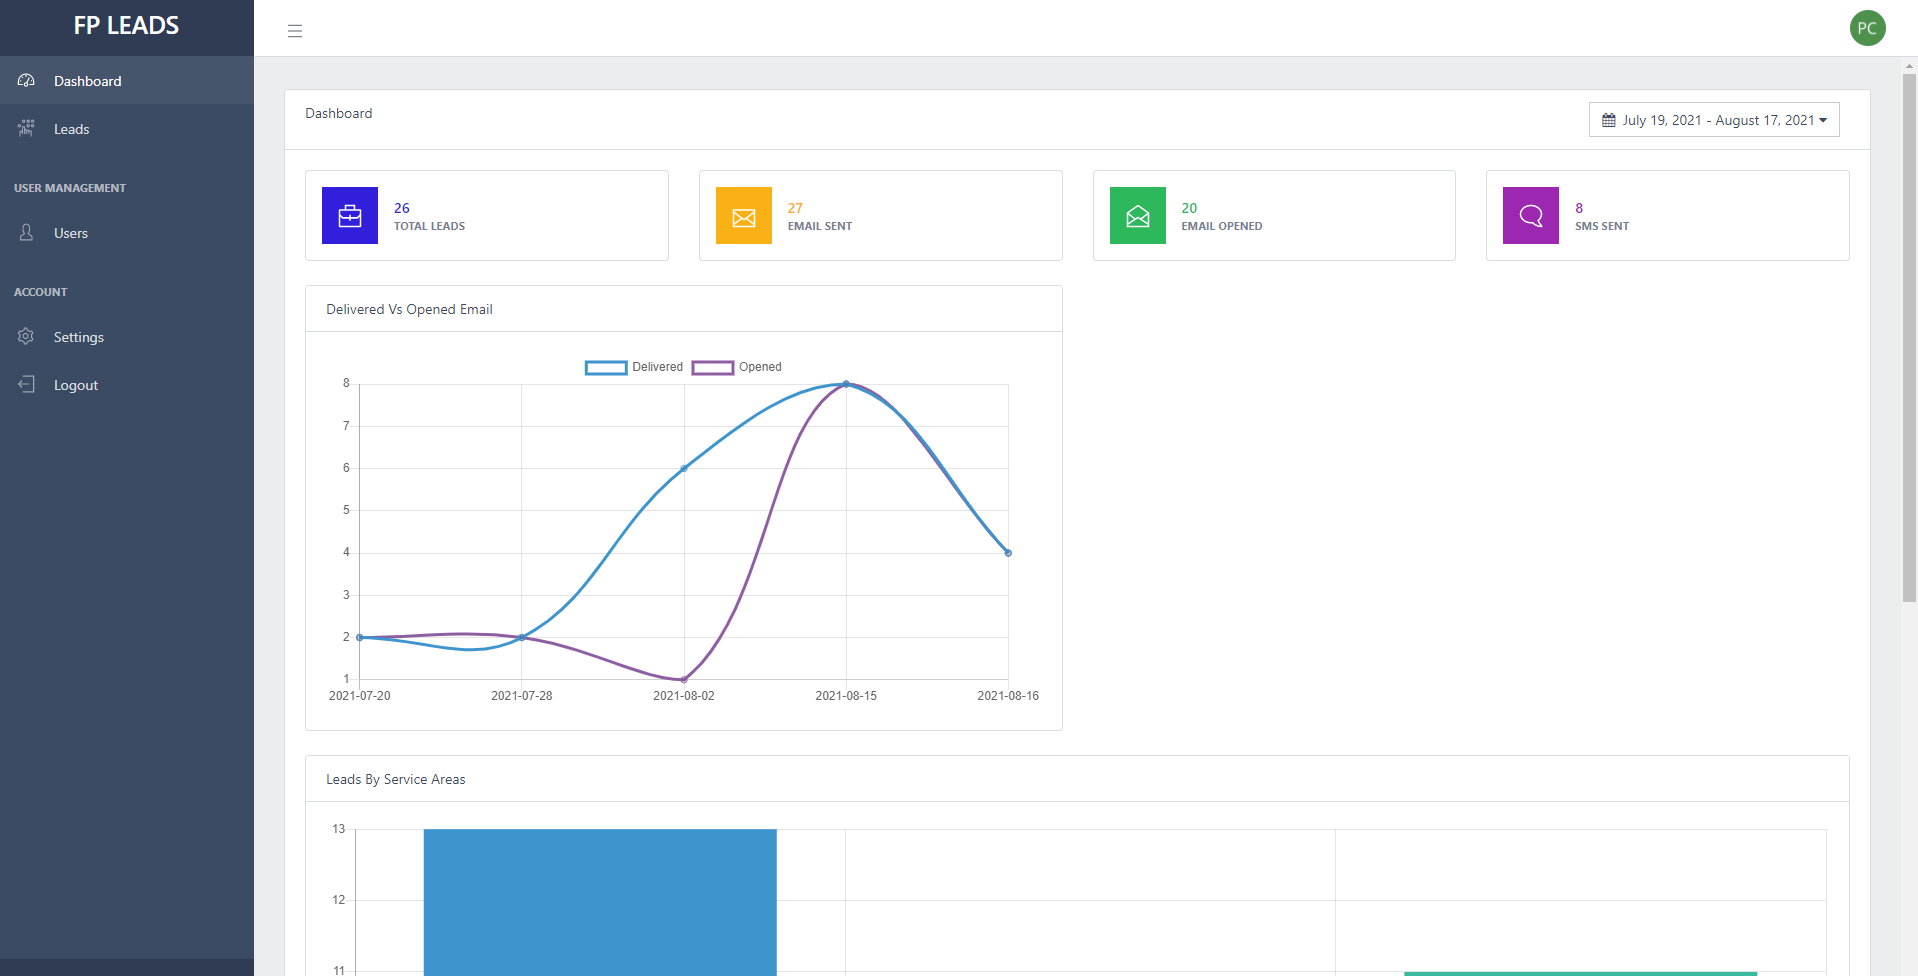 FP LEADS
PC
Dashboard
Leads
USER MANAGEMENT
Users
ACCOUNT
Settings
Logout
Dashboard
July 19, 2021 - August 17, 2021
26
TOTAL LEADS
27
EMAIL SENT
20
EMAIL OPENED
8
SMS SENT
Delivered Vs Opened Email
Delivered Opened
8
7
6
5
4
3
2
1
2021-07-20 2021-07-28 2021-08-02 2021-08-15 2021-08-16
Leads By Service Areas
13
12
11